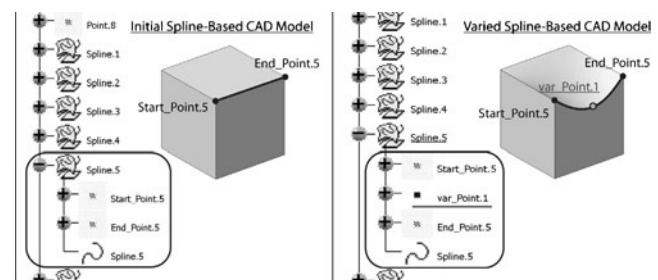 Point.8
Initial Spline-Based CAD Model
Spline.1
Spline.2
Spline.3
Spline.4
Spline.5
Start_Point.5
End_Point.5
Spline.5
Start_Point.5
End_Point.5
Varied Spline-Based CAD Model
Spline.1
Spline.2
Spline.3
Spline.4
Spline.5
Start_Point.5
var_Point.1
End_Point.5
Spline.5
Start_Point.5
var_Point.1
End_Point.5